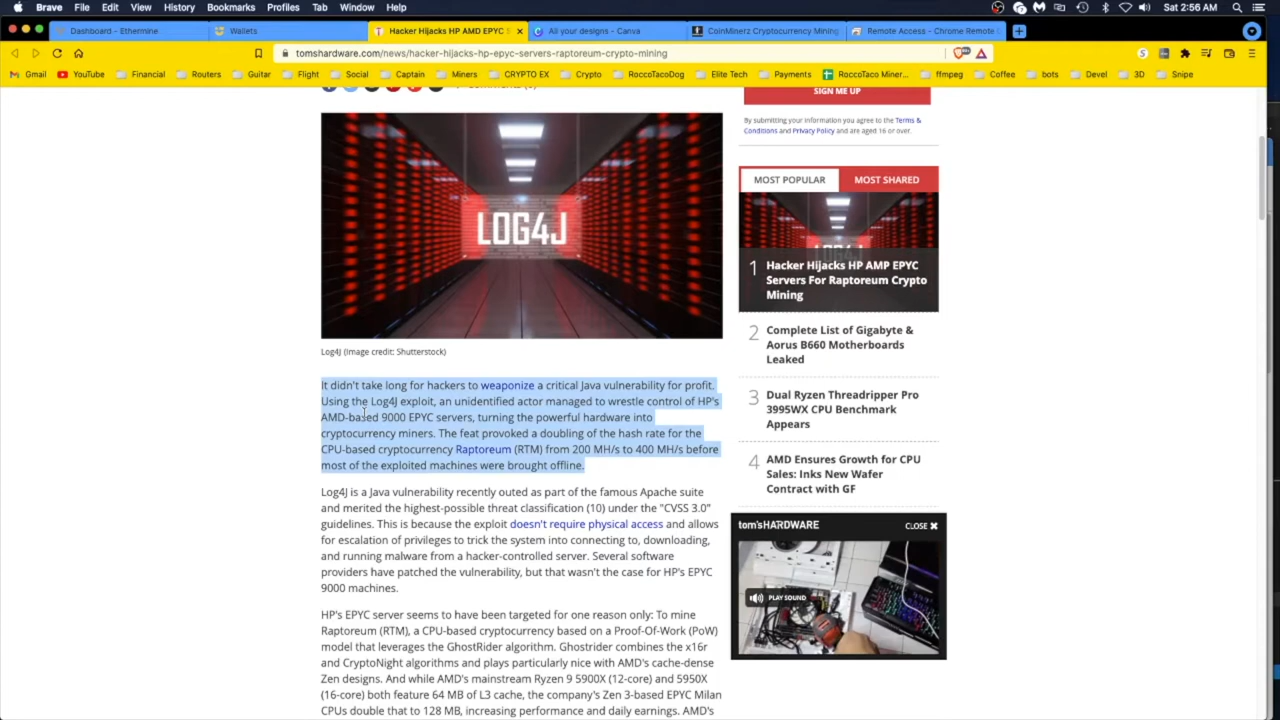 Brave File Edit View History Bookmarks Profiles Tab Window Help Sat 2:56 AM
Dashboard - Ethermine Wallets Hacker Hijacks HP AMD EPYC All your designs - Canva CoinMinerz Cryptocurrency Mining Remote Access - Chrome Remote
tomshardware.com/news/hacker-hijacks-hp-epyc-servers-raptoreum-crypto-mining
Gmail YouTube Financial Routers Guitar Flight Social Captain Miners CRYPTO EX Crypto RoccoTacoDog Elite Tech Payments RoccoTaco Miner... ffmpeg Coffee bots Devel 3D Snipe
SIGN ME UP
By submitting your information you agree to the Terms &
Conditions and Privacy Policy and are aged 16 or over.
LOG4J
Log4J (Image credit: Shutterstock)
It didn't take long for hackers to weaponize a critical Java vulnerability for profit.
Using the Log4J exploit, an unidentified actor managed to wrestle control of HP's
AMD-based 9000 EPYC servers, turning the powerful hardware into
cryptocurrency miners. The feat provoked a doubling of the hash rate for the
CPU-based cryptocurrency Raptoreum (RTM) from 200 MH/s to 400 MH/s before
most of the exploited machines were brought offline.
Log4J is a Java vulnerability recently outed as part of the famous Apache suite
and merited the highest-possible threat classification (10) under the "CVSS 3.0"
guidelines. This is because the exploit doesn't require physical access and allows
for escalation of privileges to trick the system into connecting to, downloading,
and running malware from a hacker-controlled server. Several software
providers have patched the vulnerability, but that wasn't the case for HP's EPYC
9000 machines.
HP's EPYC server seems to have been targeted for one reason only: To mine
Raptoreum (RTM), a CPU-based cryptocurrency based on a Proof-Of-Work (PoW)
model that leverages the GhostRider algorithm. Ghostrider combines the x16r
and CryptoNight algorithms and plays particularly nice with AMD's cache-dense
Zen designs. And while AMD's mainstream Ryzen 9 5900X (12-core) and 5950X
(16-core) both feature 64 MB of L3 cache, the company's Zen 3-based EPYC Milan
CPUs double that to 128 MB, increasing performance and daily earnings. AMD's
MOST POPULAR MOST SHARED
1 Hacker Hijacks HP AMP EPYC
Servers For Raptoreum Crypto
Mining
2 Complete List of Gigabyte &
Aorus B660 Motherboards
Leaked
3 Dual Ryzen Threadripper Pro
3995WX CPU Benchmark
Appears
4 AMD Ensures Growth for CPU
Sales: Inks New Wafer
Contract with GF
tom'sHARDWARE CLOSE
PLAY SOUND